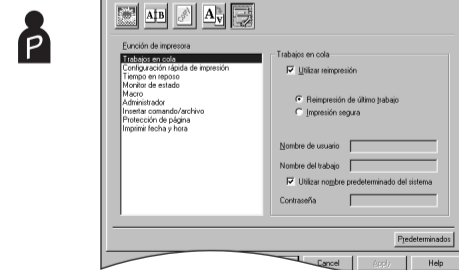 P
A B
A V
Función de impresora
Trabajos en cola
Configuración rápida de impresión
Tiempo en reposo
Monitor de estado
Macro
Administrador
Insertar comando/archivo
Protección de página
Imprimir fecha y hora
Trabajos en cola
Utilizar reimpresión
Reimpresión de último trabajo
Impresión segura
Nombre de usuario
Nombre del trabajo
Utilizar nombre predeterminado del sistema
Contraseña
Predeterminados
Cancel
Apply
Help